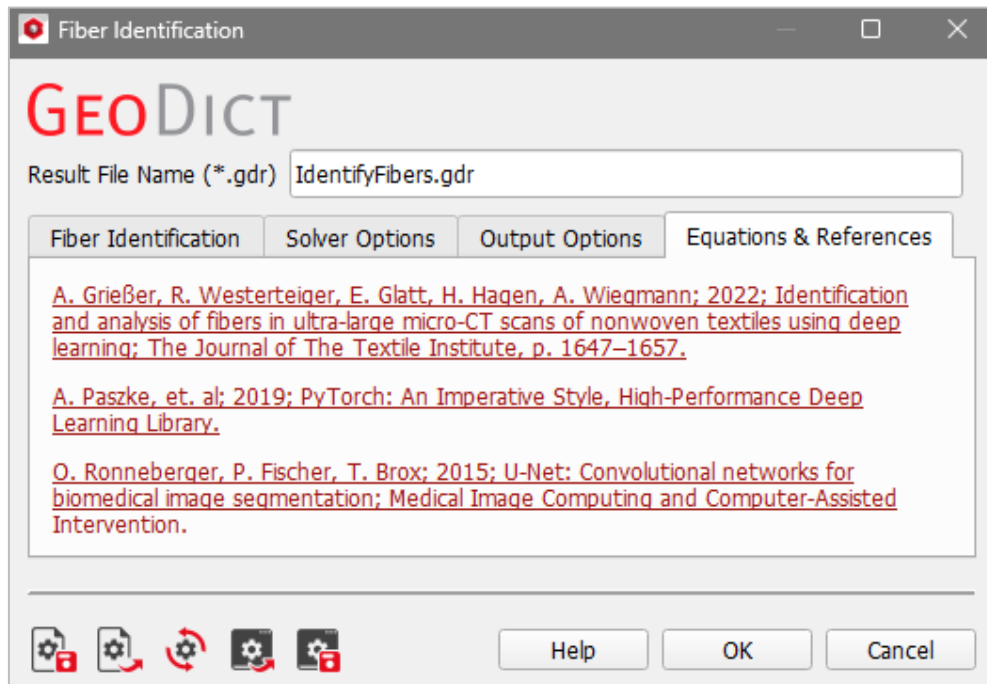 Fiber Identification
GEODICT
Result File Name (*.gdr) IdentifyFibers.gdr
Fiber Identification Solver Options Output Options Equations & References
A. Grießer, R. Westerteiger, E. Glatt, H. Hagen, A. Wiegmann; 2022; Identification
and analysis of fibers in ultra-large micro-CT scans of nonwoven textiles using deep
learning; The Journal of The Textile Institute, p. 1647–1657.
A. Paszke, et. al; 2019; PyTorch: An Imperative Style, High-Performance Deep
Learning Library.
O. Ronneberger, P. Fischer, T. Brox; 2015; U-Net: Convolutional networks for
biomedical image segmentation; Medical Image Computing and Computer-Assisted
Intervention.
Help OK Cancel